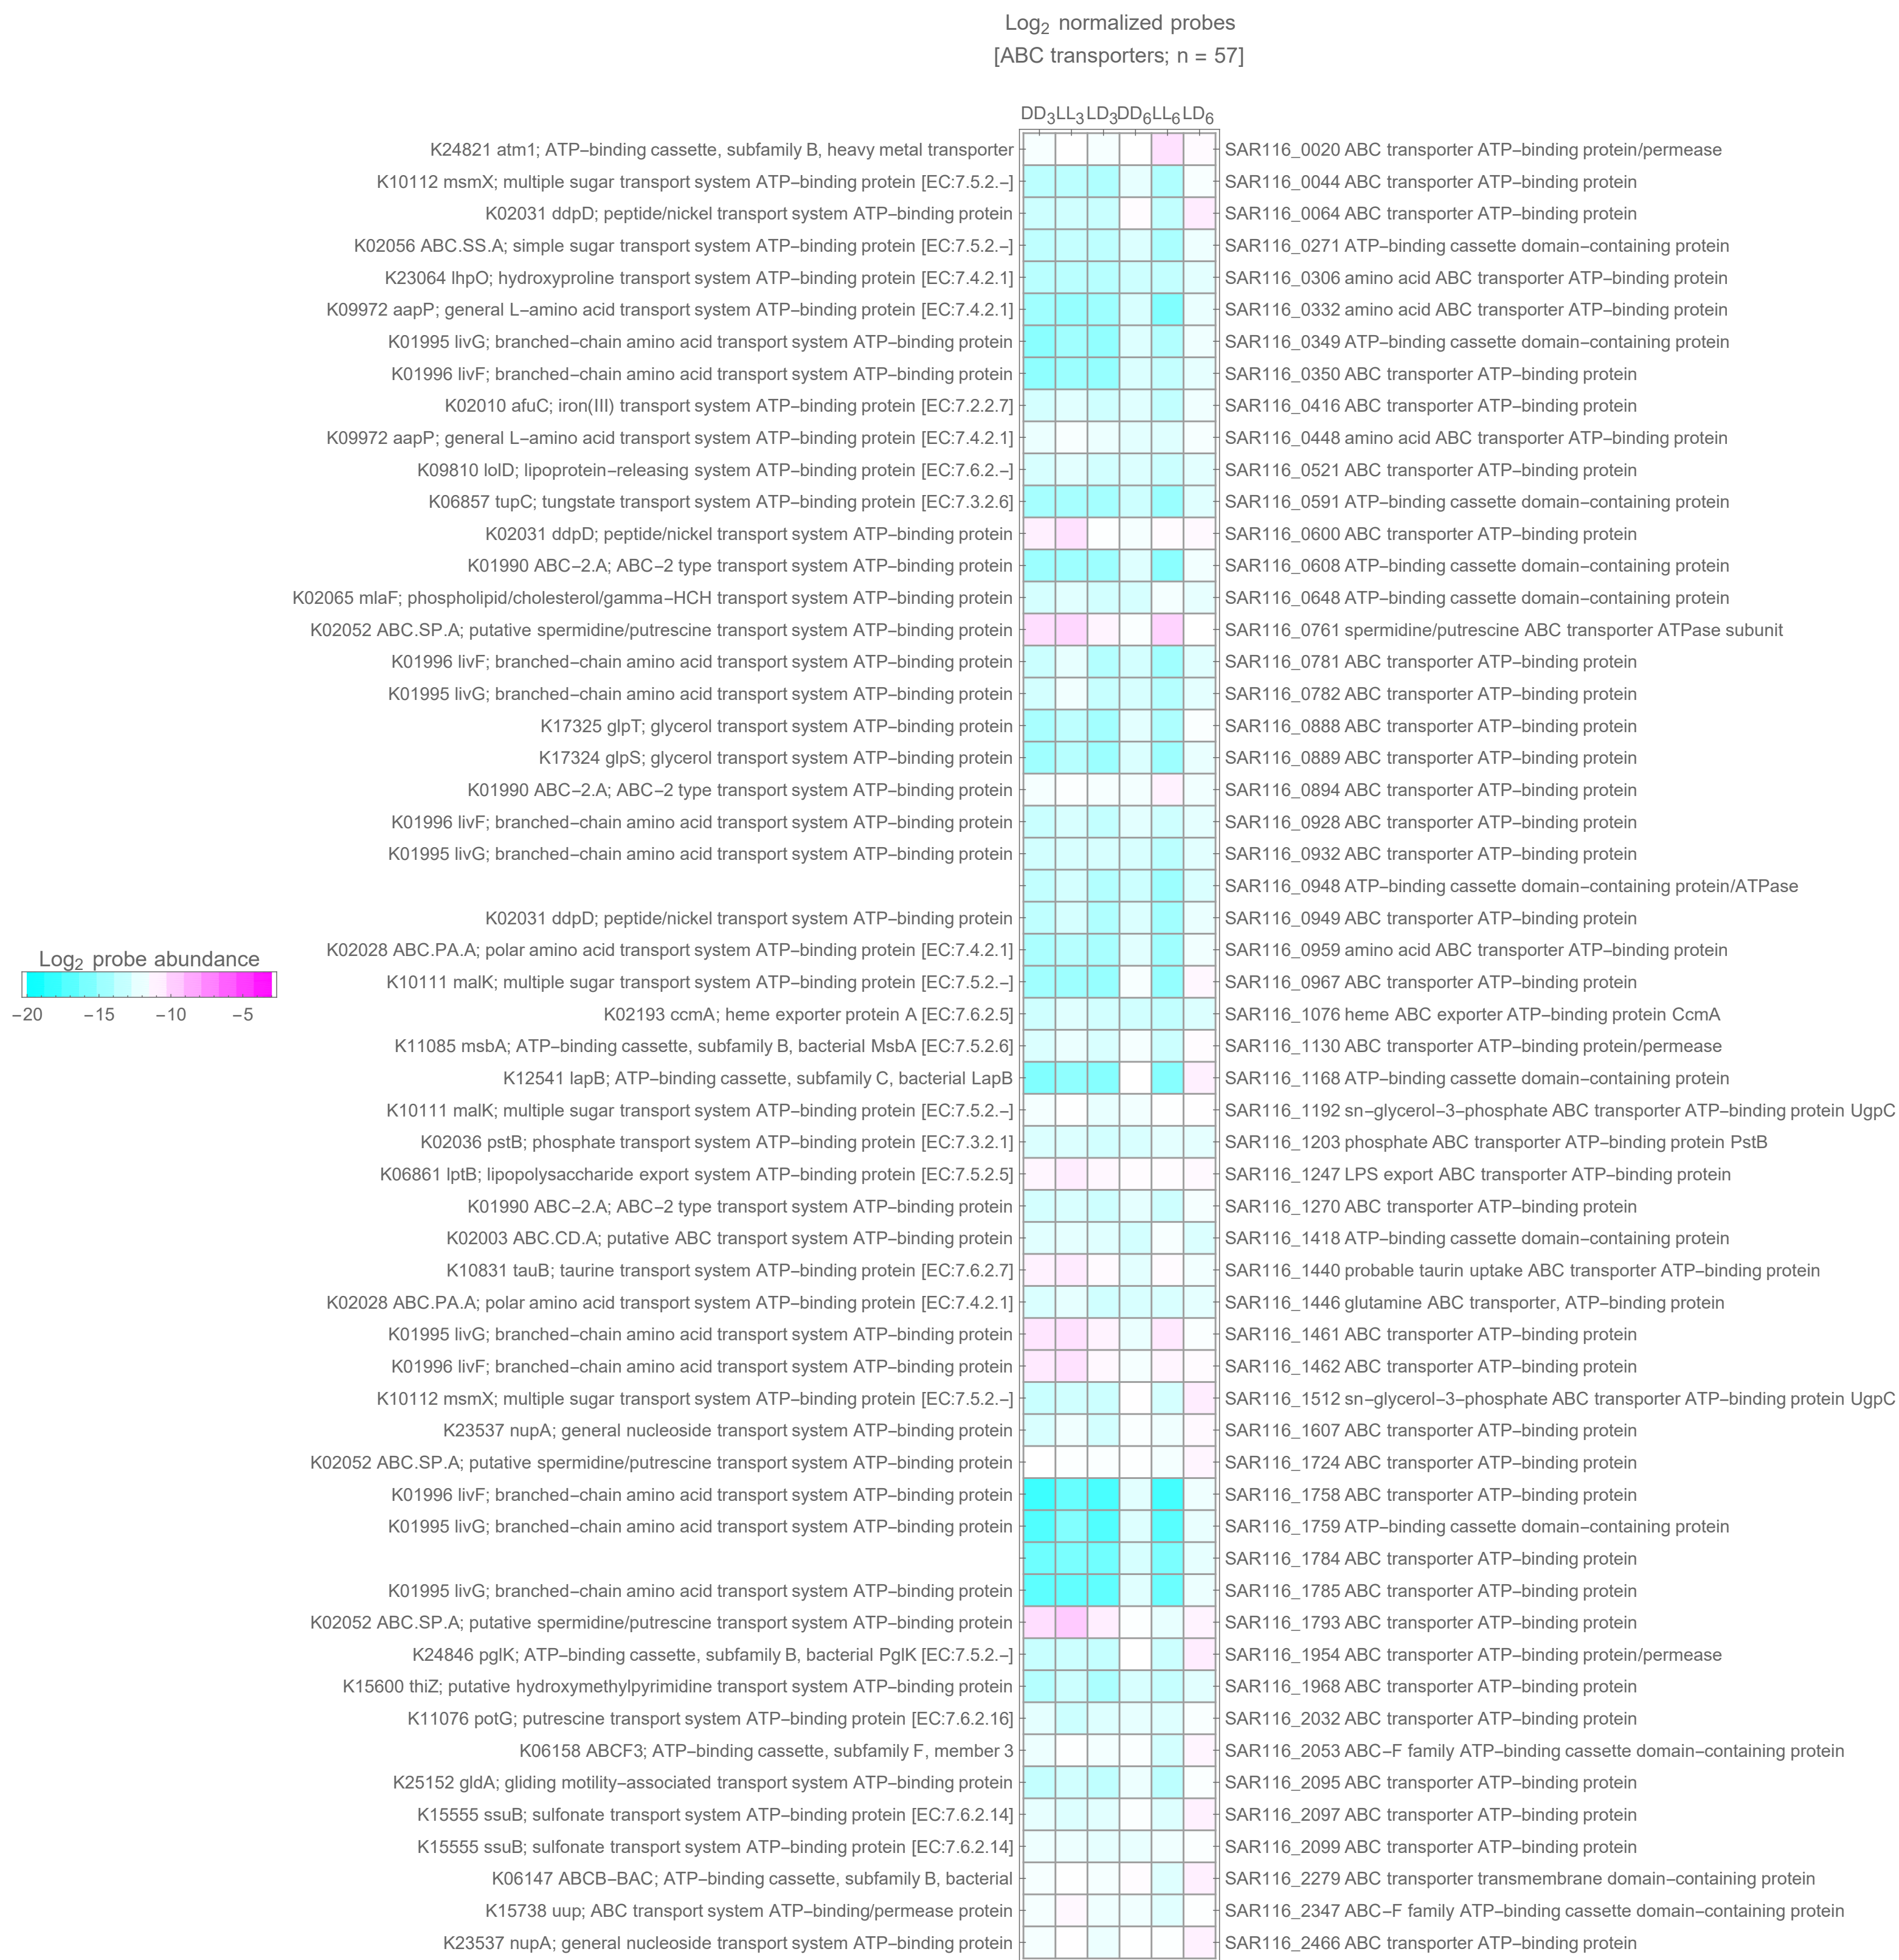 Log2 normalized probes
[ABC transporters; n = 57]
DD3 LL3 LD3 DD6 LL6 LD6
K24821 atm1; ATP–binding cassette, subfamily B, heavy metal transporter SAR116_0020 ABC transporter ATP–binding protein/permease
K10112 msmX; multiple sugar transport system ATP–binding protein [EC:7.5.2.–] SAR116_0044 ABC transporter ATP–binding protein
K02031 ddpD; peptide/nickel transport system ATP–binding protein SAR116_0064 ABC transporter ATP–binding protein
K02056 ABC.SS.A; simple sugar transport system ATP–binding protein [EC:7.5.2.–] SAR116_0271 ATP–binding cassette domain–containing protein
K23064 lhpO; hydroxyproline transport system ATP–binding protein [EC:7.4.2.1] SAR116_0306 amino acid ABC transporter ATP–binding protein
K09972 aapP; general L–amino acid transport system ATP–binding protein [EC:7.4.2.1] SAR116_0332 amino acid ABC transporter ATP–binding protein
K01995 livG; branched–chain amino acid transport system ATP–binding protein SAR116_0349 ATP–binding cassette domain–containing protein
K01996 livF; branched–chain amino acid transport system ATP–binding protein SAR116_0350 ABC transporter ATP–binding protein
K02010 afuC; iron(III) transport system ATP–binding protein [EC:7.2.2.7] SAR116_0416 ABC transporter ATP–binding protein
K09972 aapP; general L–amino acid transport system ATP–binding protein [EC:7.4.2.1] SAR116_0448 amino acid ABC transporter ATP–binding protein
K09810 lolD; lipoprotein–releasing system ATP–binding protein [EC:7.6.2.–] SAR116_0521 ABC transporter ATP–binding protein
K06857 tupC; tungstate transport system ATP–binding protein [EC:7.3.2.6] SAR116_0591 ATP–binding cassette domain–containing protein
K02031 ddpD; peptide/nickel transport system ATP–binding protein SAR116_0600 ABC transporter ATP–binding protein
K01990 ABC–2.A; ABC–2 type transport system ATP–binding protein SAR116_0608 ATP–binding cassette domain–containing protein
K02065 mlaF; phospholipid/cholesterol/gamma–HCH transport system ATP–binding protein SAR116_0648 ATP–binding cassette domain–containing protein
K02052 ABC.SP.A; putative spermidine/putrescine transport system ATP–binding protein SAR116_0761 spermidine/putrescine ABC transporter ATPase subunit
K01996 livF; branched–chain amino acid transport system ATP–binding protein SAR116_0781 ABC transporter ATP–binding protein
K01995 livG; branched–chain amino acid transport system ATP–binding protein SAR116_0782 ABC transporter ATP–binding protein
K17325 glpT; glycerol transport system ATP–binding protein SAR116_0888 ABC transporter ATP–binding protein
K17324 glpS; glycerol transport system ATP–binding protein SAR116_0889 ABC transporter ATP–binding protein
K01990 ABC–2.A; ABC–2 type transport system ATP–binding protein SAR116_0894 ABC transporter ATP–binding protein
K01996 livF; branched–chain amino acid transport system ATP–binding protein SAR116_0928 ABC transporter ATP–binding protein
K01995 livG; branched–chain amino acid transport system ATP–binding protein SAR116_0932 ABC transporter ATP–binding protein
SAR116_0948 ATP–binding cassette domain–containing protein/ATPase
K02031 ddpD; peptide/nickel transport system ATP–binding protein SAR116_0949 ABC transporter ATP–binding protein
K02028 ABC.PA.A; polar amino acid transport system ATP–binding protein [EC:7.4.2.1] SAR116_0959 amino acid ABC transporter ATP–binding protein
Log2 probe abundance
K10111 malK; multiple sugar transport system ATP–binding protein [EC:7.5.2.–] SAR116_0967 ABC transporter ATP–binding protein
−20 −15 −10 −5
K02193 ccmA; heme exporter protein A [EC:7.6.2.5] SAR116_1076 heme ABC exporter ATP–binding protein CcmA
K11085 msbA; ATP–binding cassette, subfamily B, bacterial MsbA [EC:7.5.2.6] SAR116_1130 ABC transporter ATP–binding protein/permease
K12541 lapB; ATP–binding cassette, subfamily C, bacterial LapB SAR116_1168 ATP–binding cassette domain–containing protein
K10111 malK; multiple sugar transport system ATP–binding protein [EC:7.5.2.–] SAR116_1192 sn–glycerol–3–phosphate ABC transporter ATP–binding protein UgpC
K02036 pstB; phosphate transport system ATP–binding protein [EC:7.3.2.1] SAR116_1203 phosphate ABC transporter ATP–binding protein PstB
K06861 lptB; lipopolysaccharide export system ATP–binding protein [EC:7.5.2.5] SAR116_1247 LPS export ABC transporter ATP–binding protein
K01990 ABC–2.A; ABC–2 type transport system ATP–binding protein SAR116_1270 ABC transporter ATP–binding protein
K02003 ABC.CD.A; putative ABC transport system ATP–binding protein SAR116_1418 ATP–binding cassette domain–containing protein
K10831 tauB; taurine transport system ATP–binding protein [EC:7.6.2.7] SAR116_1440 probable taurin uptake ABC transporter ATP–binding protein
K02028 ABC.PA.A; polar amino acid transport system ATP–binding protein [EC:7.4.2.1] SAR116_1446 glutamine ABC transporter, ATP–binding protein
K01995 livG; branched–chain amino acid transport system ATP–binding protein SAR116_1461 ABC transporter ATP–binding protein
K01996 livF; branched–chain amino acid transport system ATP–binding protein SAR116_1462 ABC transporter ATP–binding protein
K10112 msmX; multiple sugar transport system ATP–binding protein [EC:7.5.2.–] SAR116_1512 sn–glycerol–3–phosphate ABC transporter ATP–binding protein UgpC
K23537 nupA; general nucleoside transport system ATP–binding protein SAR116_1607 ABC transporter ATP–binding protein
K02052 ABC.SP.A; putative spermidine/putrescine transport system ATP–binding protein SAR116_1724 ABC transporter ATP–binding protein
K01996 livF; branched–chain amino acid transport system ATP–binding protein SAR116_1758 ABC transporter ATP–binding protein
K01995 livG; branched–chain amino acid transport system ATP–binding protein SAR116_1759 ATP–binding cassette domain–containing protein
SAR116_1784 ABC transporter ATP–binding protein
K01995 livG; branched–chain amino acid transport system ATP–binding protein SAR116_1785 ABC transporter ATP–binding protein
K02052 ABC.SP.A; putative spermidine/putrescine transport system ATP–binding protein SAR116_1793 ABC transporter ATP–binding protein
K24846 pglK; ATP–binding cassette, subfamily B, bacterial PglK [EC:7.5.2.–] SAR116_1954 ABC transporter ATP–binding protein/permease
K15600 thiZ; putative hydroxymethylpyrimidine transport system ATP–binding protein SAR116_1968 ABC transporter ATP–binding protein
K11076 potG; putrescine transport system ATP–binding protein [EC:7.6.2.16] SAR116_2032 ABC transporter ATP–binding protein
K06158 ABCF3; ATP–binding cassette, subfamily F, member 3 SAR116_2053 ABC–F family ATP–binding cassette domain–containing protein
K25152 gldA; gliding motility–associated transport system ATP–binding protein SAR116_2095 ABC transporter ATP–binding protein
K15555 ssuB; sulfonate transport system ATP–binding protein [EC:7.6.2.14] SAR116_2097 ABC transporter ATP–binding protein
K15555 ssuB; sulfonate transport system ATP–binding protein [EC:7.6.2.14] SAR116_2099 ABC transporter ATP–binding protein
K06147 ABCB–BAC; ATP–binding cassette, subfamily B, bacterial SAR116_2279 ABC transporter transmembrane domain–containing protein
K15738 uup; ABC transport system ATP–binding/permease protein SAR116_2347 ABC–F family ATP–binding cassette domain–containing protein
K23537 nupA; general nucleoside transport system ATP–binding protein SAR116_2466 ABC transporter ATP–binding protein